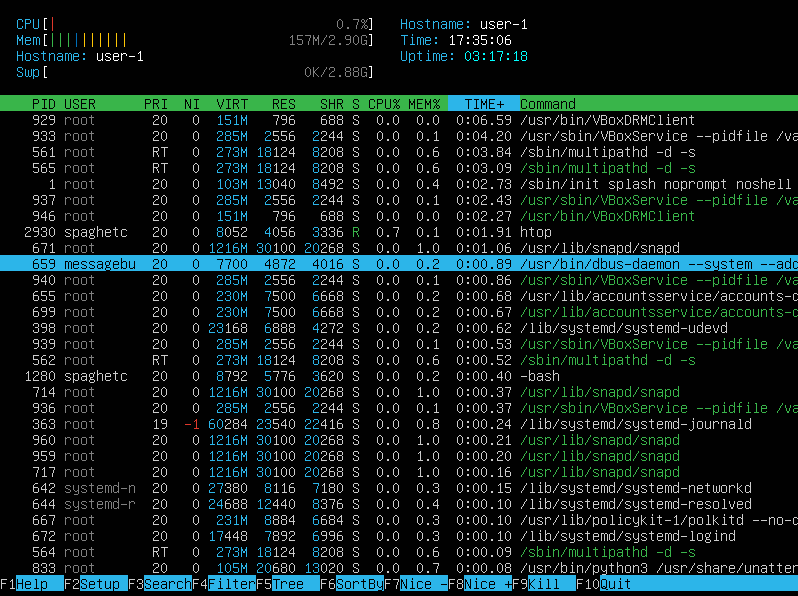 CPU[| 0.7%] Hostname: user-1
Mem[|||||||||| 157M/2.90G] Time: 17:35:06
Hostname: user-1 Uptime: 03:17:18
Swp[ 0K/2.88G]
PID USER PRI NI VIRT RES SHR S CPU% MEM% TIME+ Command
929 root 20 0 151M 796 688 S 0.0 0.0 0:06.59 /usr/bin/VBoxDRMClient
933 root 20 0 285M 2556 2244 S 0.0 0.1 0:04.20 /usr/sbin/VBoxService --pidfile /va
561 root RT 0 273M 18124 8208 S 0.0 0.6 0:03.84 /sbin/multipathd -d -s
565 root RT 0 273M 18124 8208 S 0.0 0.6 0:03.09 /sbin/multipathd -d -s
1 root 20 0 103M 13040 8492 S 0.0 0.4 0:02.73 /sbin/init splash noprompt noshell
937 root 20 0 285M 2556 2244 S 0.0 0.1 0:02.43 /usr/sbin/VBoxService --pidfile /va
946 root 20 0 151M 796 688 S 0.0 0.0 0:02.27 /usr/bin/VBoxDRMClient
2930 spaghetc 20 0 8052 4056 3336 R 0.7 0.1 0:01.91 htop
671 root 20 0 1216M 30100 20268 S 0.0 1.0 0:01.06 /usr/lib/snapd/snapd
659 messagebu 20 0 7700 4872 4016 S 0.0 0.2 0:00.89 /usr/bin/dbus-daemon --system --add
940 root 20 0 285M 2556 2244 S 0.0 0.1 0:00.86 /usr/sbin/VBoxService --pidfile /va
655 root 20 0 230M 7500 6668 S 0.0 0.2 0:00.68 /usr/lib/accountsservice/accounts-d
699 root 20 0 230M 7500 6668 S 0.0 0.2 0:00.67 /usr/lib/accountsservice/accounts-d
398 root 20 0 23168 6888 4272 S 0.0 0.2 0:00.62 /lib/systemd/systemd-udevd
939 root 20 0 285M 2556 2244 S 0.0 0.1 0:00.53 /usr/sbin/VBoxService --pidfile /va
562 root RT 0 273M 18124 8208 S 0.0 0.6 0:00.52 /sbin/multipathd -d -s
1280 spaghetc 20 0 8792 5776 3620 S 0.0 0.2 0:00.40 -bash
714 root 20 0 1216M 30100 20268 S 0.0 1.0 0:00.37 /usr/lib/snapd/snapd
936 root 20 0 285M 2556 2244 S 0.0 0.1 0:00.37 /usr/sbin/VBoxService --pidfile /va
363 root 19 -1 60284 23540 22416 S 0.0 0.8 0:00.24 /lib/systemd/systemd-journald
960 root 20 0 1216M 30100 20268 S 0.0 1.0 0:00.21 /usr/lib/snapd/snapd
959 root 20 0 1216M 30100 20268 S 0.0 1.0 0:00.20 /usr/lib/snapd/snapd
717 root 20 0 1216M 30100 20268 S 0.0 1.0 0:00.16 /usr/lib/snapd/snapd
642 systemd-n 20 0 27380 8116 7180 S 0.0 0.3 0:00.15 /lib/systemd/systemd-networkd
644 systemd-r 20 0 24688 12440 8376 S 0.0 0.4 0:00.10 /lib/systemd/systemd-resolved
667 root 20 0 231M 8884 6684 S 0.0 0.3 0:00.10 /usr/lib/policykit-1/polkitd --no-d
672 root 20 0 17448 7892 6996 S 0.0 0.3 0:00.10 /lib/systemd/systemd-logind
564 root RT 0 273M 18124 8208 S 0.0 0.6 0:00.09 /sbin/multipathd -d -s
833 root 20 0 105M 20680 13020 S 0.0 0.7 0:00.08 /usr/bin/python3 /usr/share/unatten
F1Help F2Setup F3SearchF4FilterF5Tree F6SortByF7Nice -F8Nice +F9Kill F10Quit